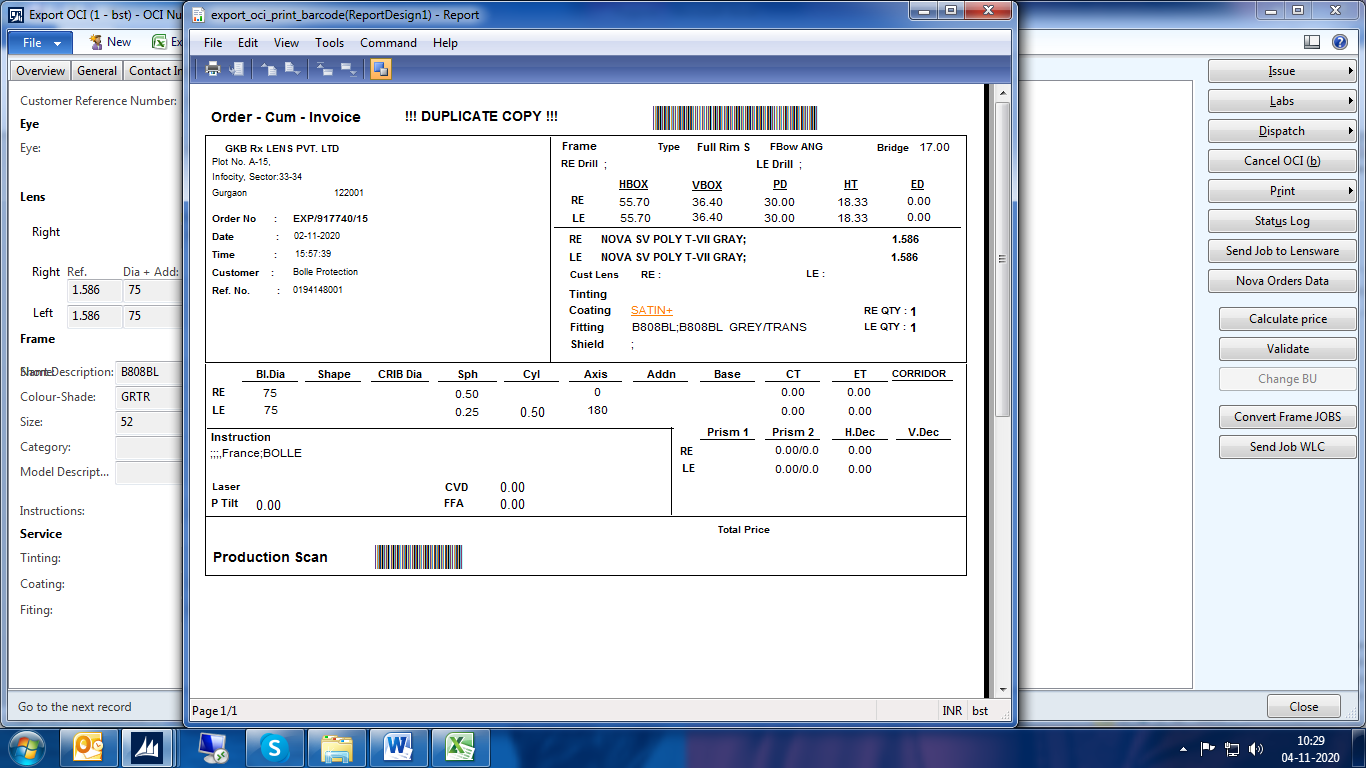 Export OCI (1 - bst) - OCI Nu
File New Ex
Overview General Contact In
Customer Reference Number:
Eye
Eye:
Lens
Right
Right Ref. Dia + Add:
1.586 75
Left 1.586 75
Frame
Short Description: B808BL
Colour-Shade: GRTR
Size: 52
Category:
Model Descript...
Instructions:
Service
Tinting:
Coating:
Fiting:
Go to the next record
export_oci_print_barcode(ReportDesign1) - Report
File Edit View Tools Command Help
Order - Cum - Invoice !!! DUPLICATE COPY !!!
GKB Rx LENS PVT. LTD
Plot No. A-15,
Infocity, Sector:33-34
Gurgaon 122001
Order No : EXP/917740/15
Date : 02-11-2020
Time : 15:57:39
Customer : Bolle Protection
Ref. No. : 0194148001
Frame Type Full Rim S FBow ANG Bridge 17.00
RE Drill ; LE Drill ;
HBOX VBOX PD HT ED
RE 55.70 36.40 30.00 18.33 0.00
LE 55.70 36.40 30.00 18.33 0.00
RE NOVA SV POLY T-VII GRAY; 1.586
LE NOVA SV POLY T-VII GRAY; 1.586
Cust Lens RE : LE :
Tinting
Coating SATIN+ RE QTY : 1
Fitting B808BL;B808BL GREY/TRANS LE QTY : 1
Shield ;
Bl.Dia Shape CRIB Dia Sph Cyl Axis Addn Base CT ET CORRIDOR
RE 75 0.50 0 0.00 0.00
LE 75 0.25 0.50 180 0.00 0.00
Instruction
;;;,France;BOLLE
Laser CVD 0.00
P Tilt 0.00 FFA 0.00
Prism 1 Prism 2 H.Dec V.Dec
RE 0.00/0.0 0.00
LE 0.00/0.0 0.00
Total Price
Production Scan
Page 1/1 INR bst
Issue
Labs
Dispatch
Cancel OCI (b)
Print
Status Log
Send Job to Lensware
Nova Orders Data
Calculate price
Validate
Change BU
Convert Frame JOBS
Send Job WLC
Close
10:29
04-11-2020